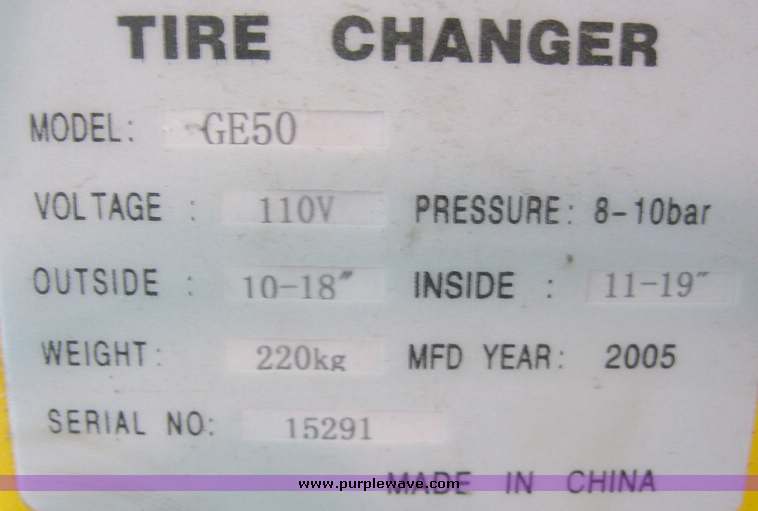 TIRE CHANGER
MODEL: GE50
VOLTAGE : 110V PRESSURE: 8-10bar
OUTSIDE : 10-18" INSIDE : 11-19"
WEIGHT: 220kg MFD YEAR: 2005
SERIAL NO: 15291
MADE IN CHINA
www.purplewave.com